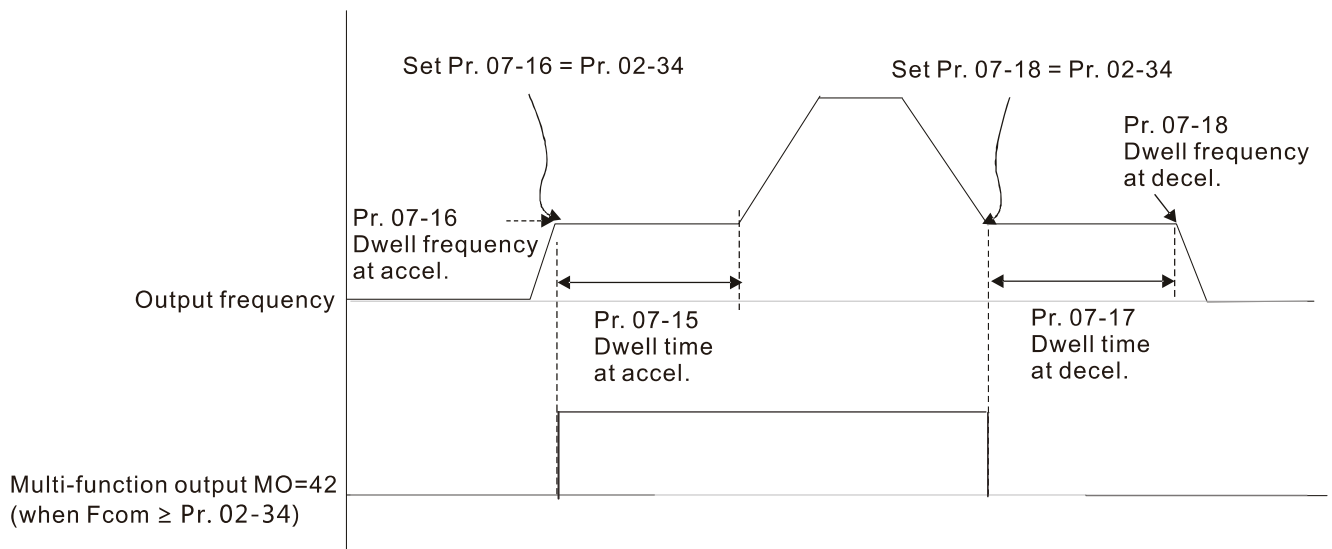 Set Pr. 07-16 = Pr. 02-34
Set Pr. 07-18 = Pr. 02-34
Pr. 07-18
Dwell frequency
at decel.
Pr. 07-16
Dwell frequency
at accel.
Output frequency
Pr. 07-15
Dwell time
at accel.
Pr. 07-17
Dwell time
at decel.
Multi-function output MO=42
(when Fcom ≥ Pr. 02-34)